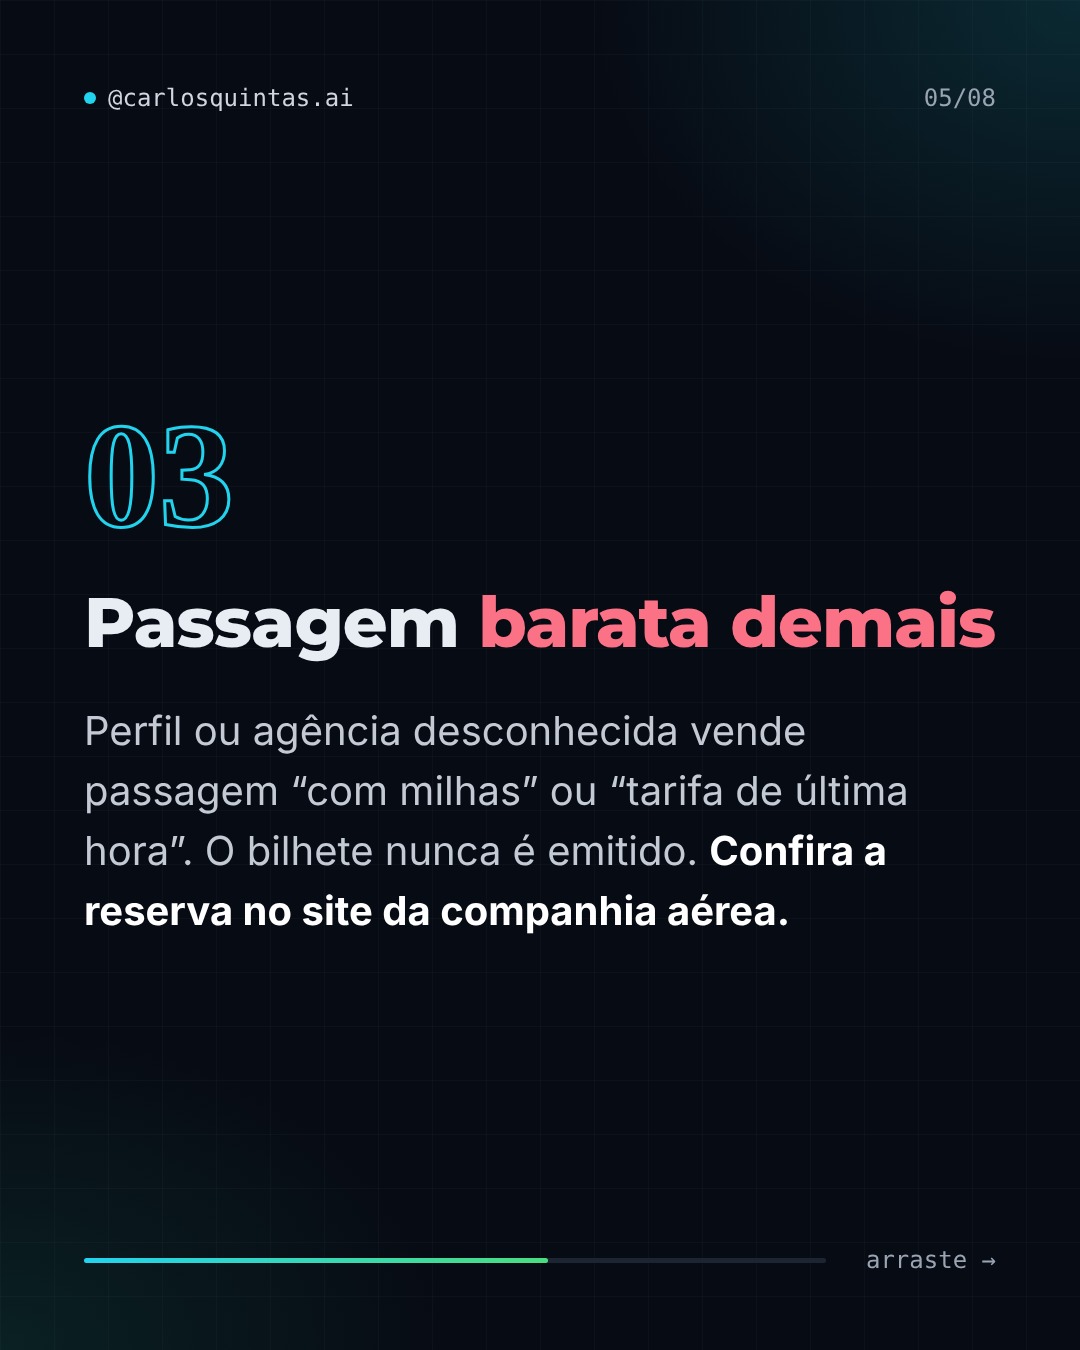 @carlosquintas.ai
05/08
03
Passagem barata demais
Perfil ou agência desconhecida vende
passagem “com milhas” ou “tarifa de última
hora”. O bilhete nunca é emitido. Confira a
reserva no site da companhia aérea.
arraste →